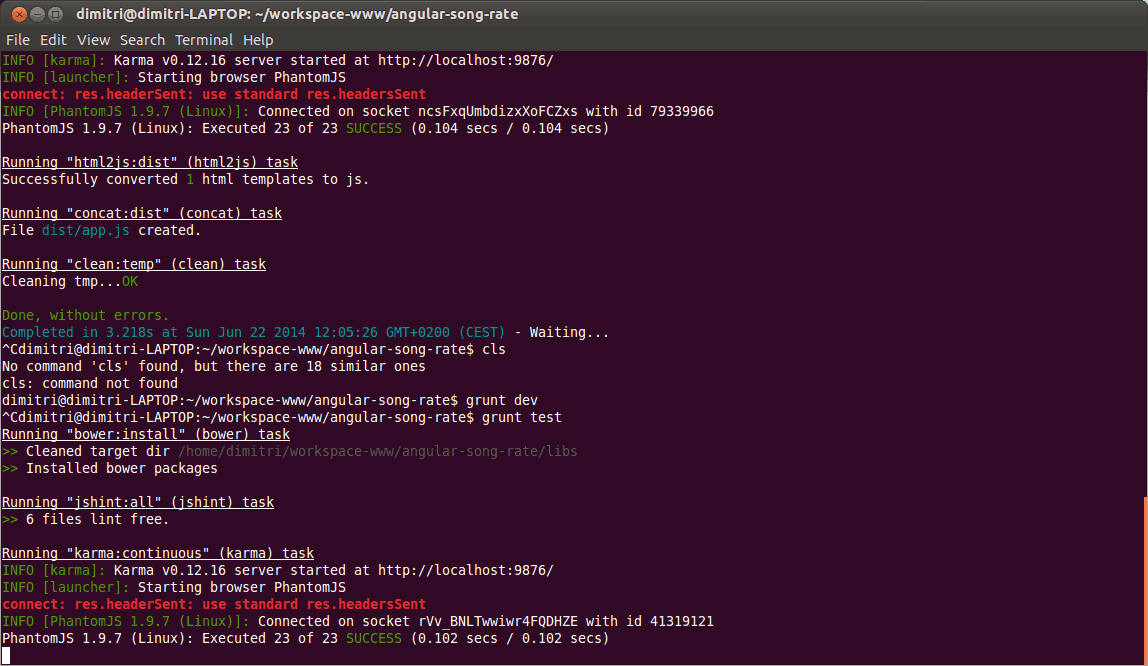 dimitri@dimitri-LAPTOP: ~/workspace-www/angular-song-rate
File Edit View Search Terminal Help
INFO [karma]: Karma v0.12.16 server started at http://localhost:9876/
INFO [launcher]: Starting browser PhantomJS
connect: res.headerSent: use standard res.headersSent
INFO [PhantomJS 1.9.7 (Linux)]: Connected on socket ncsFxqUmbdizxXoFCZxs with id 79339966
PhantomJS 1.9.7 (Linux): Executed 23 of 23 SUCCESS (0.104 secs / 0.104 secs)
Running "html2js:dist" (html2js) task
Successfully converted 1 html templates to js.
Running "concat:dist" (concat) task
File dist/app.js created.
Running "clean:temp" (clean) task
Cleaning tmp...OK
Done, without errors.
Completed in 3.218s at Sun Jun 22 2014 12:05:26 GMT+0200 (CEST) - Waiting...
^Cdimitri@dimitri-LAPTOP:~/workspace-www/angular-song-rate$ cls
No command 'cls' found, but there are 18 similar ones
cls: command not found
dimitri@dimitri-LAPTOP:~/workspace-www/angular-song-rate$ grunt dev
^Cdimitri@dimitri-LAPTOP:~/workspace-www/angular-song-rate$ grunt test
Running "bower:install" (bower) task
>> Cleaned target dir /home/dimitri/workspace-www/angular-song-rate/libs
>> Installed bower packages
Running "jshint:all" (jshint) task
>> 6 files lint free.
Running "karma:continuous" (karma) task
INFO [karma]: Karma v0.12.16 server started at http://localhost:9876/
INFO [launcher]: Starting browser PhantomJS
connect: res.headerSent: use standard res.headersSent
INFO [PhantomJS 1.9.7 (Linux)]: Connected on socket rVv_BNLTwwiwr4FQDHZE with id 41319121
PhantomJS 1.9.7 (Linux): Executed 23 of 23 SUCCESS (0.102 secs / 0.102 secs)